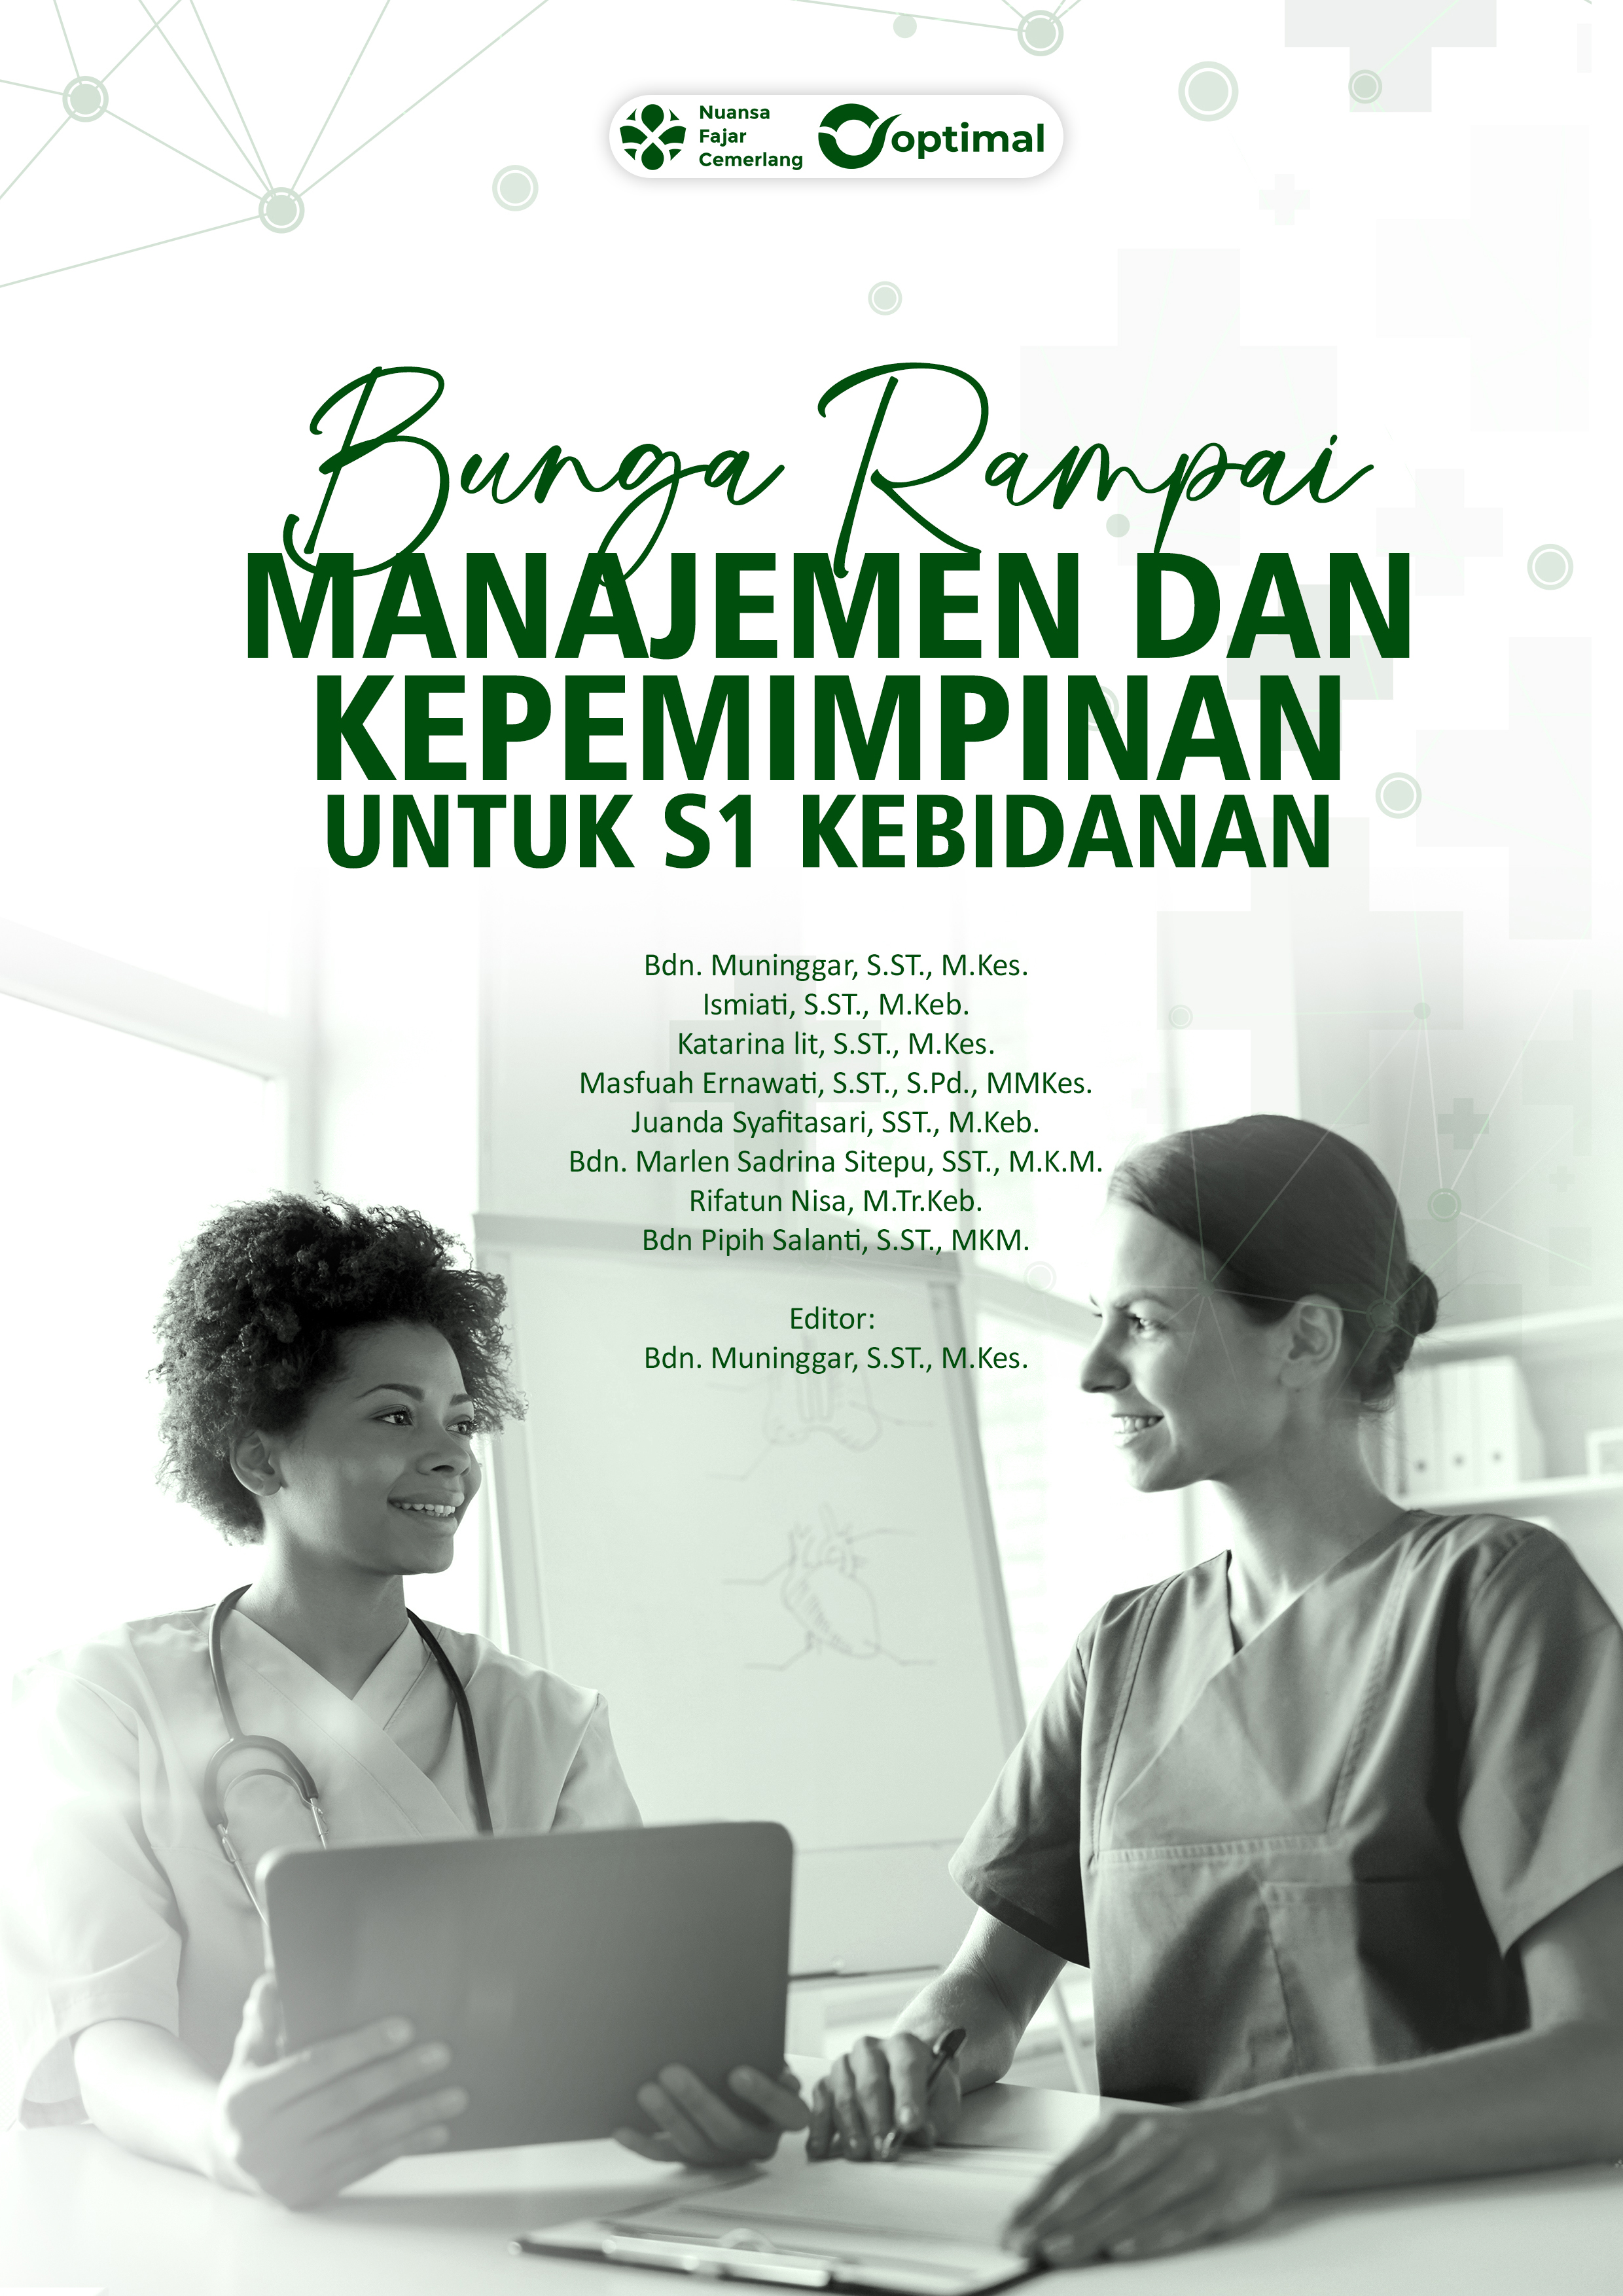 Nuansa
Fajar
Cemerlang
optimal
Bunga Rampai
MANAJEMEN DAN
KEPEMIMPINAN
UNTUK S1 KEBIDANAN
Bdn. Muninggar, S.ST., M.Kes.
Ismiati, S.ST., M.Keb.
Katarina lit, S.ST., M.Kes.
Masfuah Ernawati, S.ST., S.Pd., MMKes.
Juanda Syafitasari, SST., M.Keb.
Bdn. Marlen Sadrina Sitepu, SST., M.K.M.
Rifatun Nisa, M.Tr.Keb.
Bdn Pipih Salanti, S.ST., MKM.
Editor:
Bdn. Muninggar, S.ST., M.Kes.